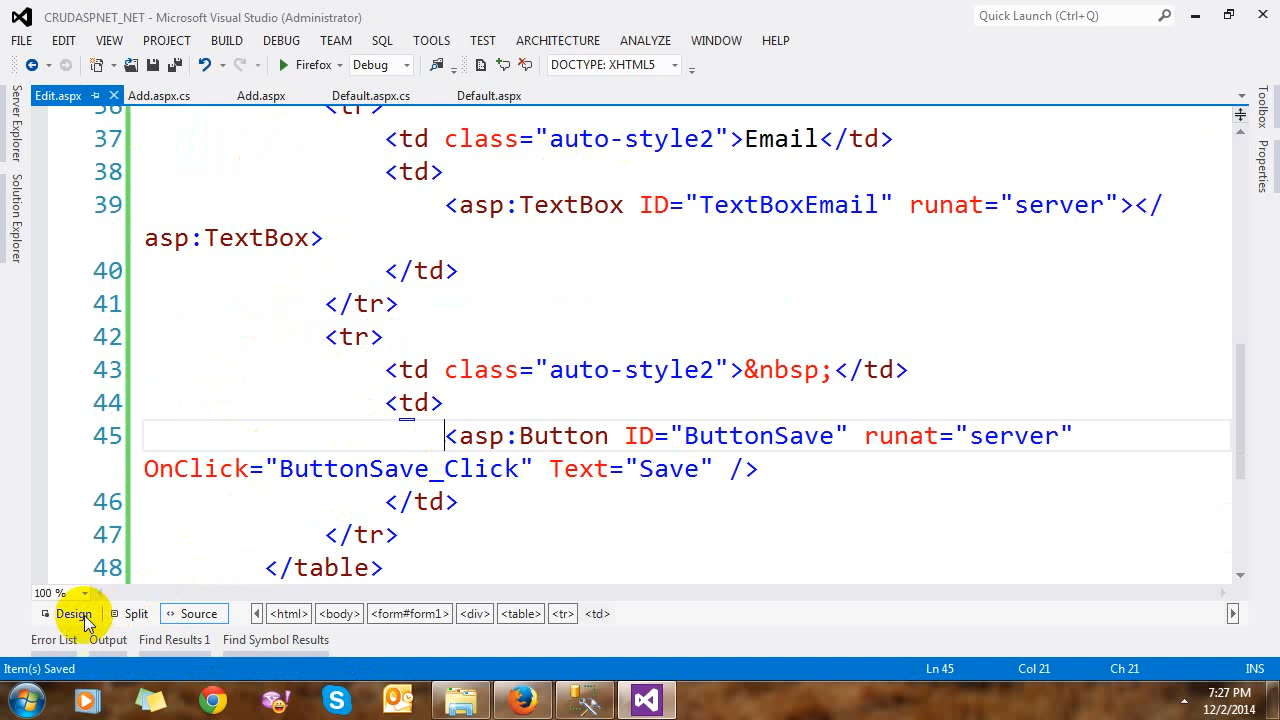 CRUDASPNET_NET - Microsoft Visual Studio (Administrator)
Quick Launch (Ctrl+Q)
FILE EDIT VIEW PROJECT BUILD DEBUG TEAM SQL TOOLS TEST ARCHITECTURE ANALYZE WINDOW HELP
Firefox Debug DOCTYPE: XHTML5
Edit.aspx Add.aspx.cs Add.aspx Default.aspx.cs Default.aspx
Server Explorer
Solution Explorer
Toolbox
Properties
36 <tr>
37 <td class="auto-style2">Email</td>
38 <td>
39 <asp:TextBox ID="TextBoxEmail" runat="server"></
asp:TextBox>
40 </td>
41 </tr>
42 <tr>
43 <td class="auto-style2">&nbsp;</td>
44 <td>
45 <asp:Button ID="ButtonSave" runat="server"
OnClick="ButtonSave_Click" Text="Save" />
46 </td>
47 </tr>
48 </table>
100 %
Design Split Source <html> <body> <form#form1> <div> <table> <tr> <td>
Error List Output Find Results 1 Find Symbol Results
Item(s) Saved Ln 45 Col 21 Ch 21 INS
7:27 PM
12/2/2014